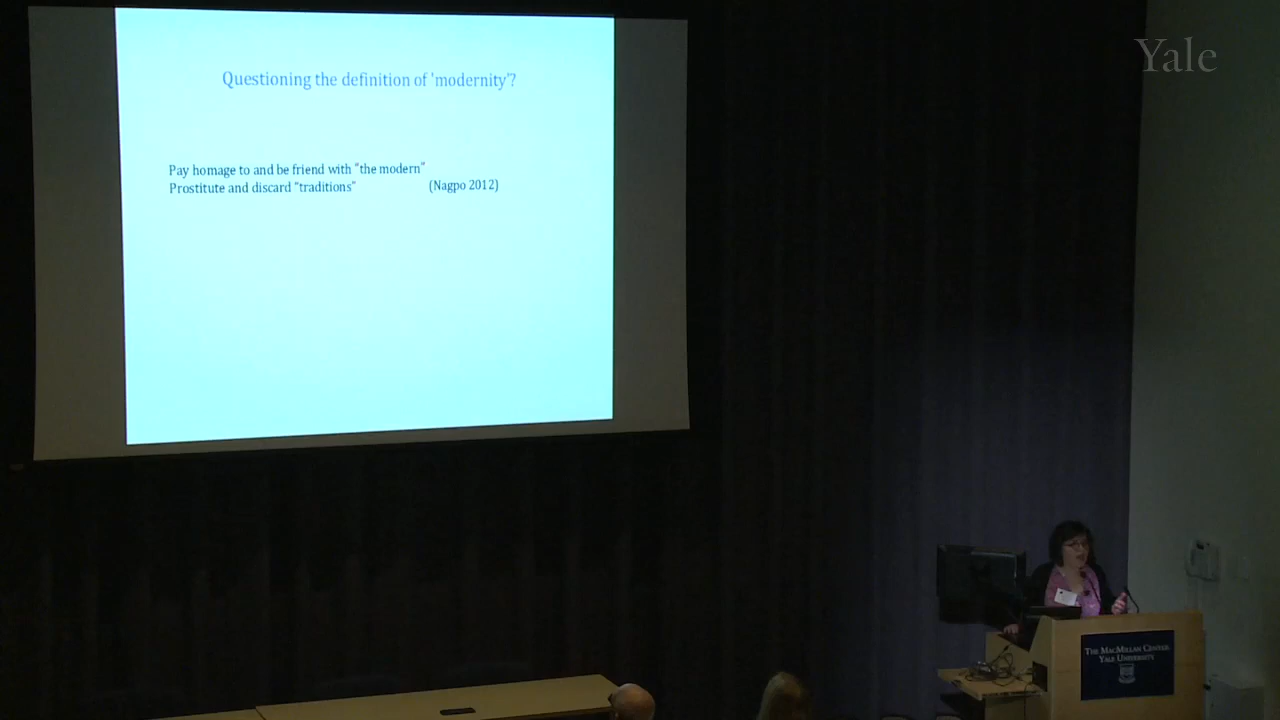 Yale
Questioning the definition of 'modernity'?
Pay homage to and be friend with "the modern"
Prostitute and discard "traditions" (Nagpo 2012)
THE MACMILLAN CENTER
YALE UNIVERSITY